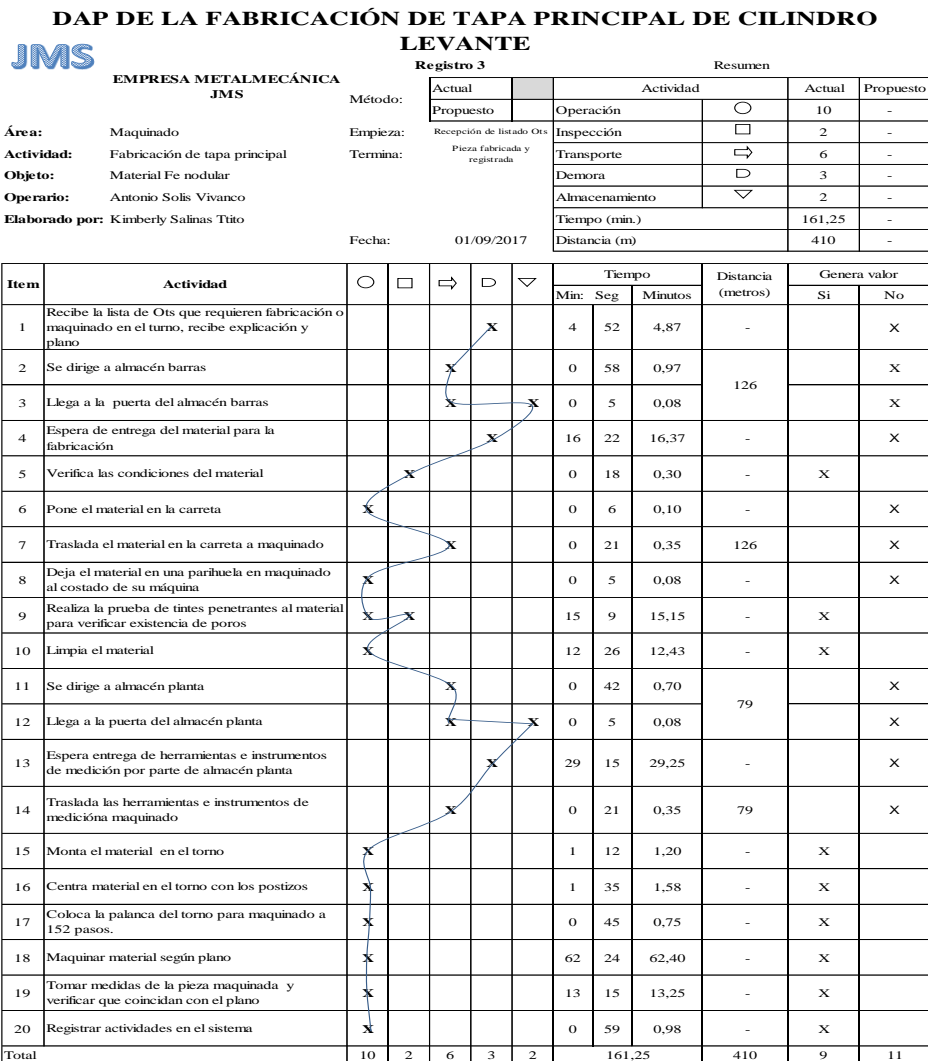 DAP DE LA FABRICACIÓN DE TAPA PRINCIPAL DE CILINDRO
LEVANTE
JMS
Registro 3 Resumen
EMPRESA METALMECÁNICA
JMS
Método: Actual Actividad Actual Propuesto
Propuesto Operación 10 -
Área: Maquinado Empieza: Recepción de listado Ots Inspección 2 -
Actividad: Fabricación de tapa principal Termina: Pieza fabricada y
registrada Transporte 6 -
Objeto: Material Fe nodular Demora 3 -
Operario: Antonio Solis Vivanco Almacenamiento 2 -
Elaborado por: Kimberly Salinas Ttito Tiempo (min.) 161,25 -
Fecha: 01/09/2017 Distancia (m) 410 -
Item Actividad Tiempo Distancia
(metros) Genera valor
Min: Seg Minutos Si No
1 Recibe la lista de Ots que requieren fabricación o
maquinado en el turno, recibe explicación y
plano X 4 52 4,87 - X
2 Se dirige a almacén barras X 0 58 0,97 126 X
3 Llega a la puerta del almacén barras X X 0 5 0,08 X
4 Espera de entrega del material para la
fabricación X 16 22 16,37 - X
5 Verifica las condiciones del material X 0 18 0,30 - X
6 Pone el material en la carreta X 0 6 0,10 - X
7 Traslada el material en la carreta a maquinado X 0 21 0,35 126 X
8 Deja el material en una parihuela en maquinado
al costado de su máquina X 0 5 0,08 - X
9 Realiza la prueba de tintes penetrantes al material
para verificar existencia de poros X X 15 9 15,15 - X
10 Limpia el material X 12 26 12,43 - X
11 Se dirige a almacén planta X 0 42 0,70 79 X
12 Llega a la puerta del almacén planta X X 0 5 0,08 X
13 Espera entrega de herramientas e instrumentos
de medición por parte de almacén planta X 29 15 29,25 - X
14 Traslada las herramientas e instrumentos de
medicióna maquinado X 0 21 0,35 79 X
15 Monta el material en el torno X 1 12 1,20 - X
16 Centra material en el torno con los postizos X 1 35 1,58 - X
17 Coloca la palanca del torno para maquinado a
152 pasos. X 0 45 0,75 - X
18 Maquinar material según plano X 62 24 62,40 - X
19 Tomar medidas de la pieza maquinada y
verificar que coincidan con el plano X 13 15 13,25 - X
20 Registrar actividades en el sistema X 0 59 0,98 - X
Total 10 2 6 3 2 161,25 410 9 11